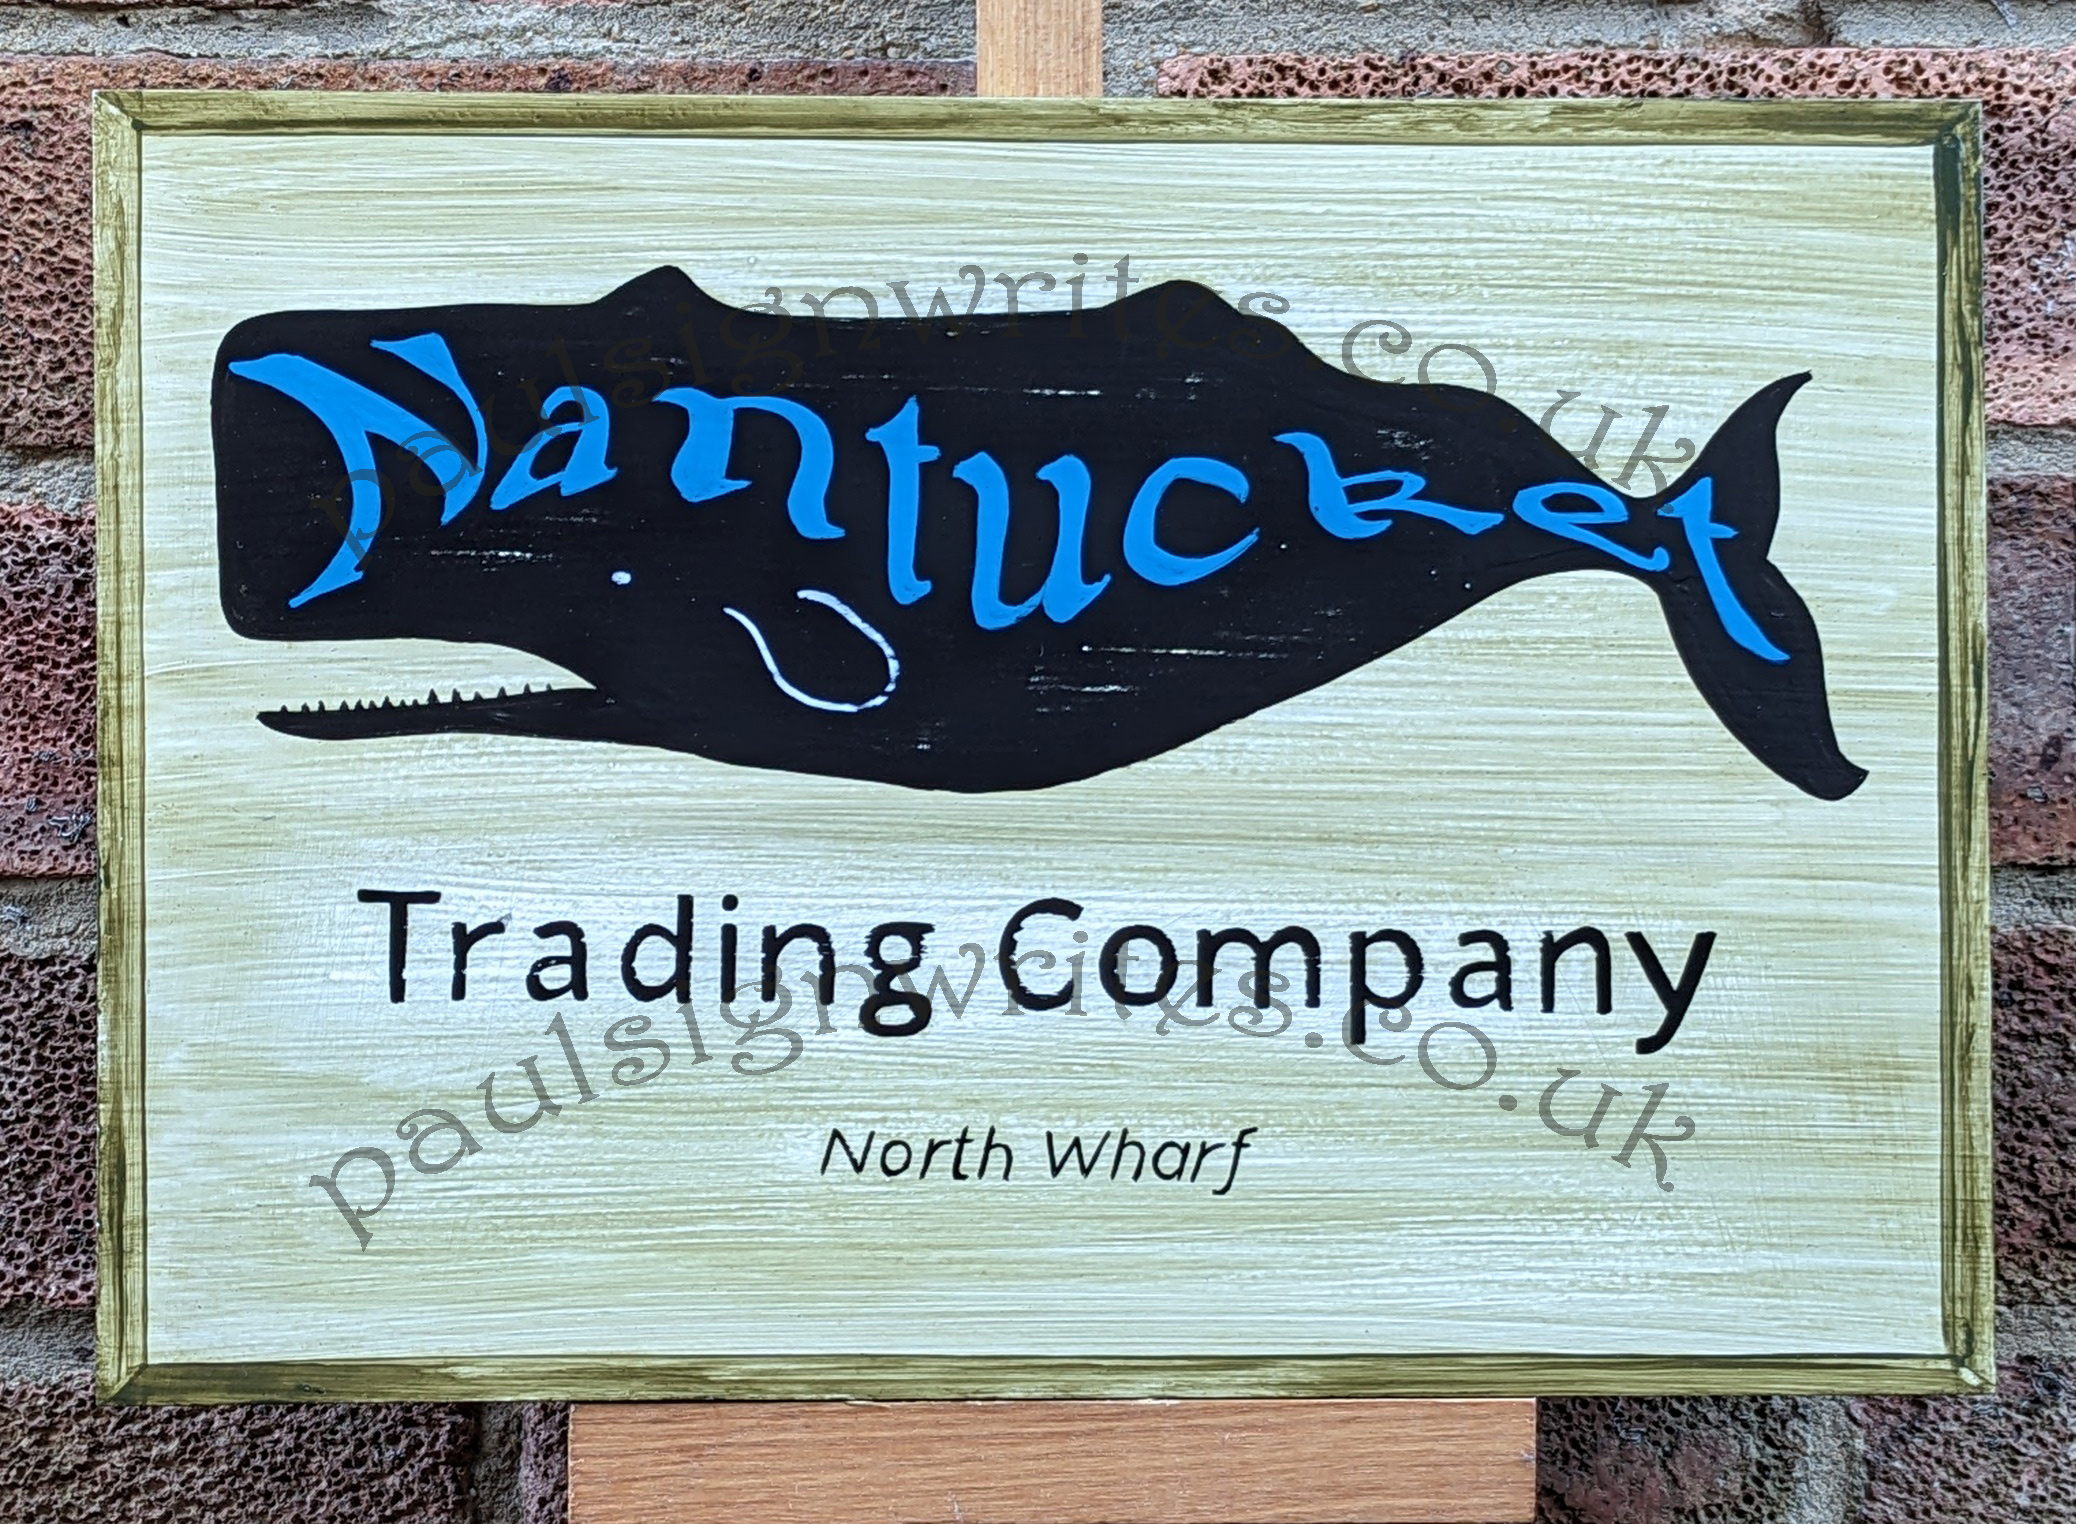 Nantucket
paulsignwrites.co.uk
Trading Company
paulsignwrites.co.uk
North Wharf